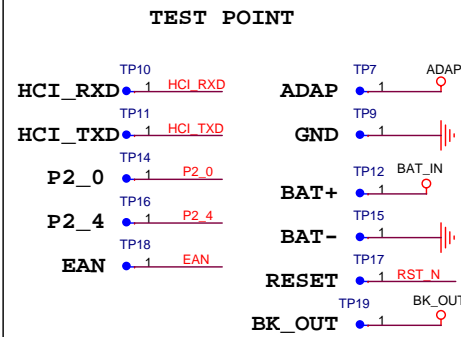 TEST POINT
TP10
HCI_RXD 1 HCI_RXD
TP11
HCI_TXD 1 HCI_TXD
TP14
P2_0 1 P2_0
TP16
P2_4 1 P2_4
TP18
EAN 1 EAN
TP7 ADAP
ADAP 1
TP9
GND 1
TP12 BAT_IN
BAT+ 1
TP15
BAT- 1
TP17
RESET 1 RST_N
TP19 BK_OUT
BK_OUT 1